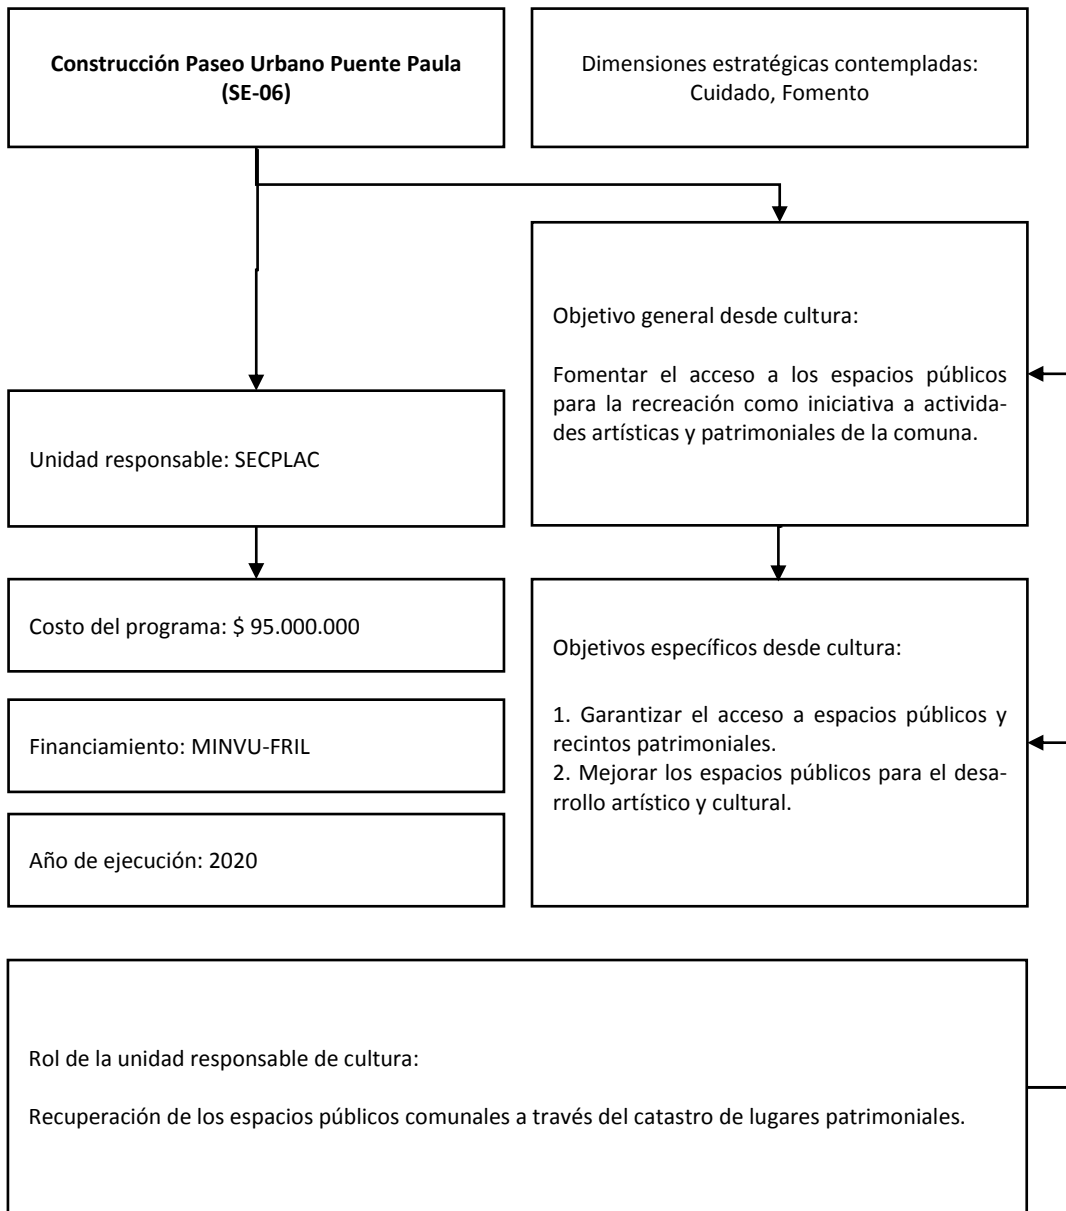 Construcción Paseo Urbano Puente Paula
(SE-06)
Dimensiones estratégicas contempladas:
Cuidado, Fomento
Objetivo general desde cultura:
Fomentar el acceso a los espacios públicos
para la recreación como iniciativa a activida-
des artísticas y patrimoniales de la comuna.
Unidad responsable: SECPLAC
Costo del programa: $ 95.000.000
Financiamiento: MINVU-FRIL
Año de ejecución: 2020
Objetivos específicos desde cultura:
1. Garantizar el acceso a espacios públicos y
recintos patrimoniales.
2. Mejorar los espacios públicos para el desa-
rrollo artístico y cultural.
Rol de la unidad responsable de cultura:
Recuperación de los espacios públicos comunales a través del catastro de lugares patrimoniales.